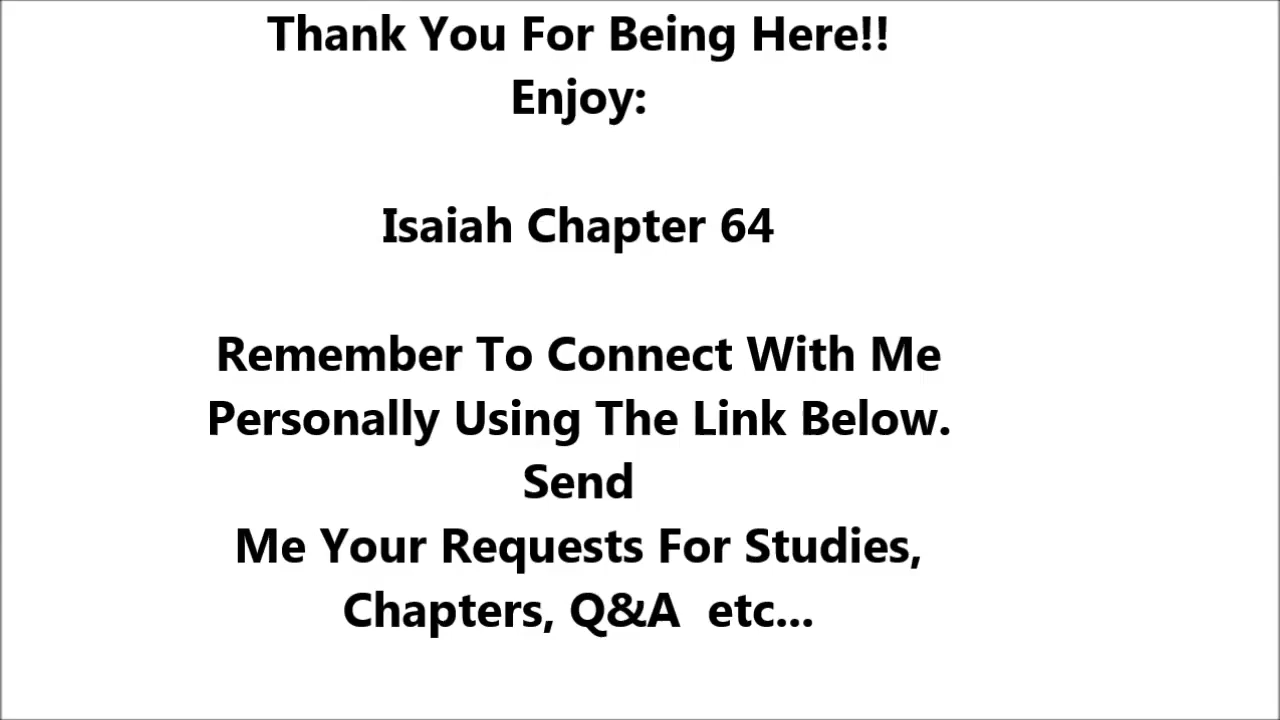 Thank You For Being Here!!
Enjoy:
Isaiah Chapter 64
Remember To Connect With Me
Personally Using The Link Below.
Send
Me Your Requests For Studies,
Chapters, Q&A  etc...